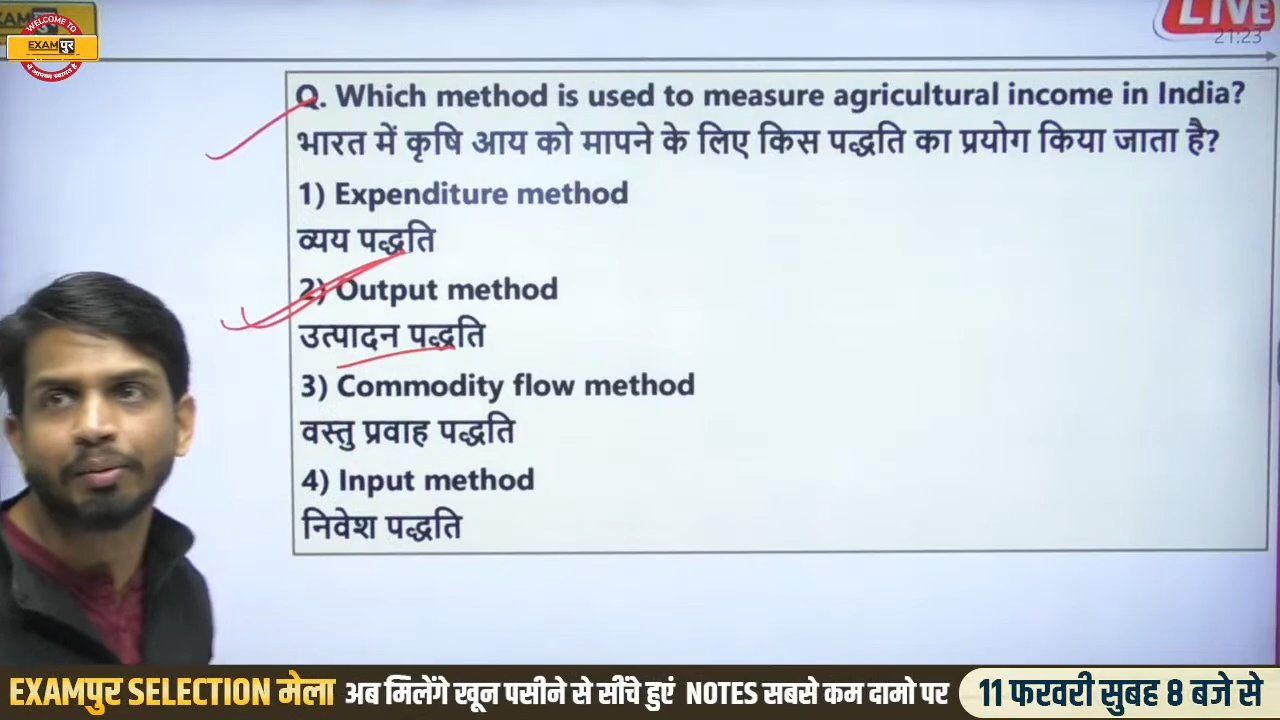 EXAM
WELCOME TO
EXAMपुर
में आपका स्वागत है
LIVE
21:23
Q. Which method is used to measure agricultural income in India?
भारत में कृषि आय को मापने के लिए किस पद्धति का प्रयोग किया जाता है?
1) Expenditure method
व्यय पद्धति
2) Output method
उत्पादन पद्धति
3) Commodity flow method
वस्तु प्रवाह पद्धति
4) Input method
निवेश पद्धति
EXAMपुर SELECTION मेला अब मिलेंगे खून पसीने से सींचे हुएं NOTES सबसे कम दामो पर 11 फरवरी सुबह 8 बजे से